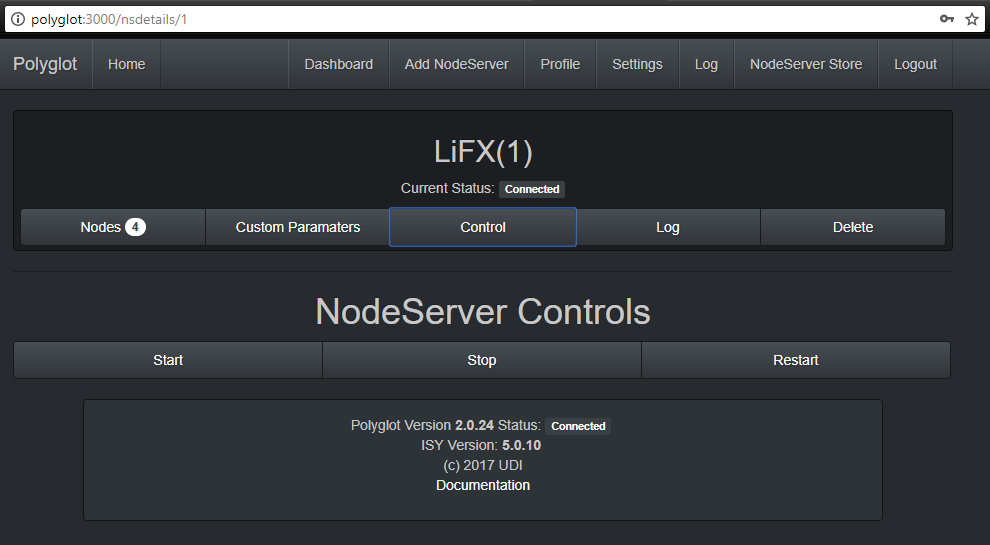 polyglot:3000/nsdetails/1
Polyglot Home Dashboard Add NodeServer Profile Settings Log NodeServer Store Logout
LiFX(1)
Current Status: Connected
Nodes 4 Custom Paramaters Control Log Delete
NodeServer Controls
Start Stop Restart
Polyglot Version 2.0.24 Status: Connected
ISY Version: 5.0.10
(c) 2017 UDI
Documentation